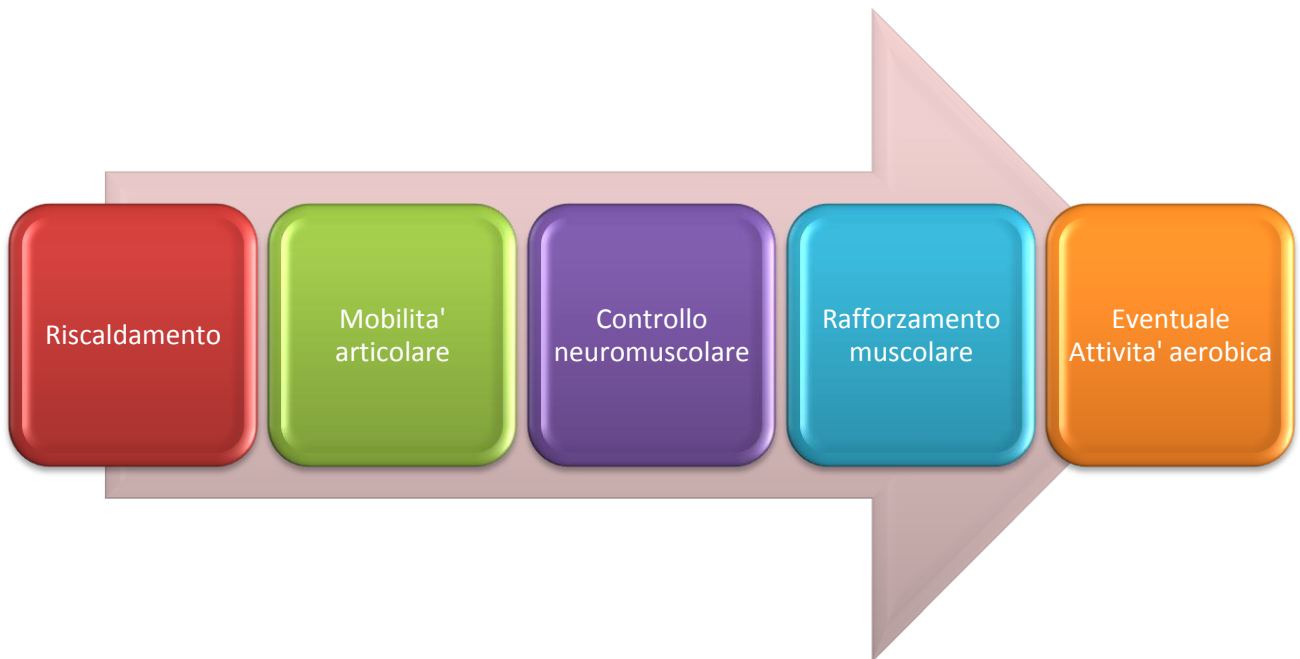 Riscaldamento
Mobilita'
articolare
Controllo
neuromuscolare
Rafforzamento
muscolare
Eventuale
Attivita' aerobica